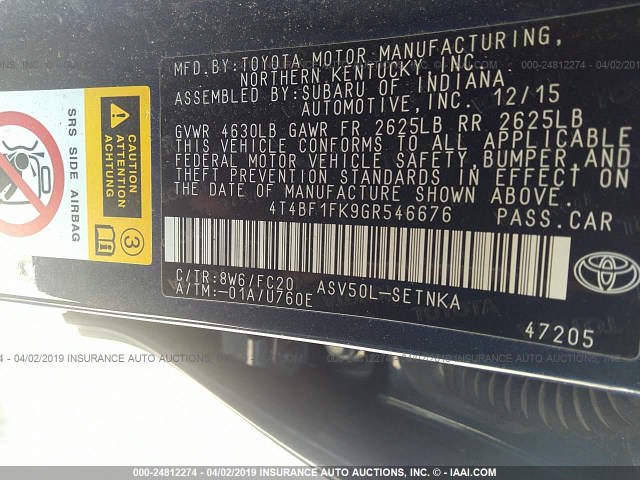 MFD.BY:TOYOTA MOTOR MANUFACTURING,
NORTHERN KENTUCKY, INC.
ASSEMBLED BY:SUBARU OF INDIANA
AUTOMOTIVE, INC. 12/15
GVWR 4630LB GAWR FR 2625LB RR 2625LB
THIS VEHICLE CONFORMS TO ALL APPLICABLE
FEDERAL MOTOR VEHICLE SAFETY,BUMPER,AND
THEFT PREVENTION STANDARDS IN EFFECT ON
THE DATE OF MANUFACTURE SHOWN ABOVE.
4T4BF1FK9GR546676 PASS.CAR
C/TR:8W6/FC20 ASV50L-SETNKA
A/TM:-01A/U760E
TOYOTA
47205
SRS SIDE AIRBAG
CAUTION
ATTENTION
ACHTUNG
3
000-24812274 - 04/02/2019 INSURANCE AUTO AUCTIONS, INC. © - IAAI.COM